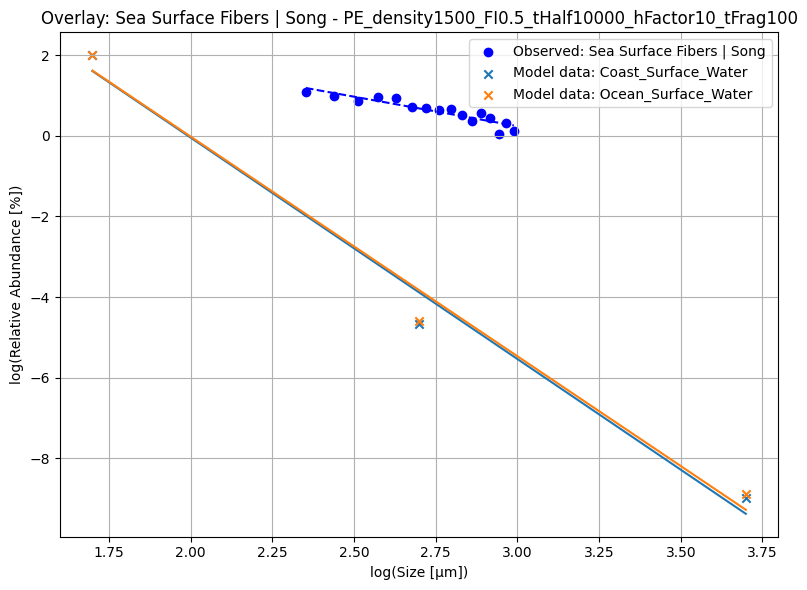 Overlay: Sea Surface Fibers | Song - PE_density1500_FI0.5_tHalf10000_hFactor10_tFrag100
Observed: Sea Surface Fibers | Song
Model data: Coast_Surface_Water
Model data: Ocean_Surface_Water
log(Relative Abundance [%])
2
0
−2
−4
−6
−8
1.75 2.00 2.25 2.50 2.75 3.00 3.25 3.50 3.75
log(Size [µm])